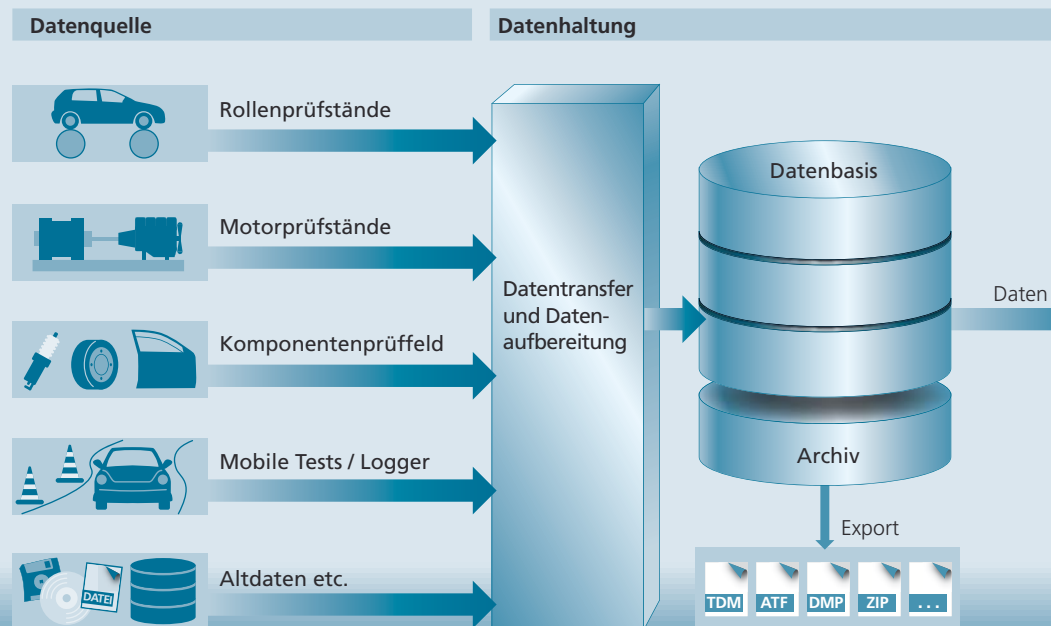 Datenquelle
Datenhaltung
Rollenprüfstände
Motorprüfstände
Komponentenprüffeld
Mobile Tests / Logger
Altdaten etc.
DATEI
Datentransfer
und Daten-
aufbereitung
Datenbasis
Archiv
Daten
Export
TDM
ATF
DMP
ZIP
...